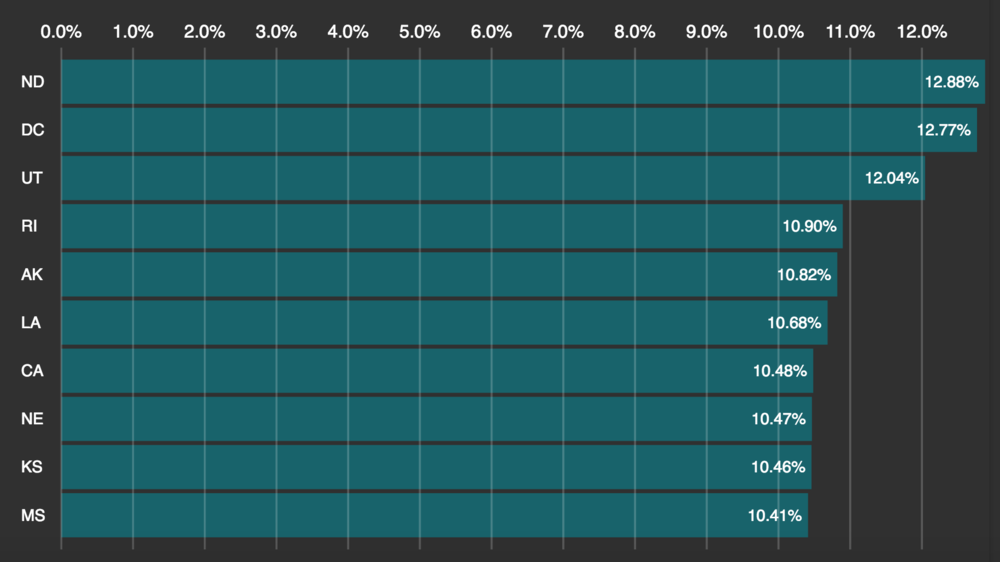 0.0% 1.0% 2.0% 3.0% 4.0% 5.0% 6.0% 7.0% 8.0% 9.0% 10.0% 11.0% 12.0%
ND 12.88%
DC 12.77%
UT 12.04%
RI 10.90%
AK 10.82%
LA 10.68%
CA 10.48%
NE 10.47%
KS 10.46%
MS 10.41%